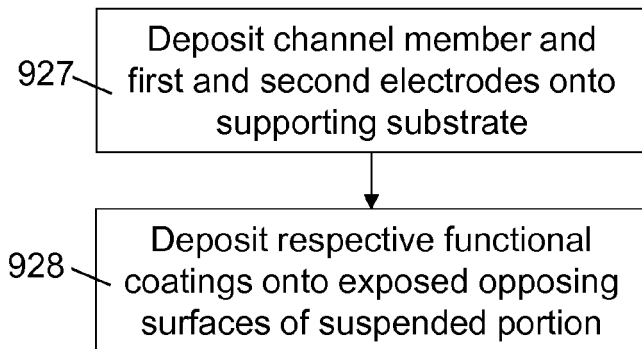 927
Deposit channel member and
first and second electrodes onto
supporting substrate
928
Deposit respective functional
coatings onto exposed opposing
surfaces of suspended portion